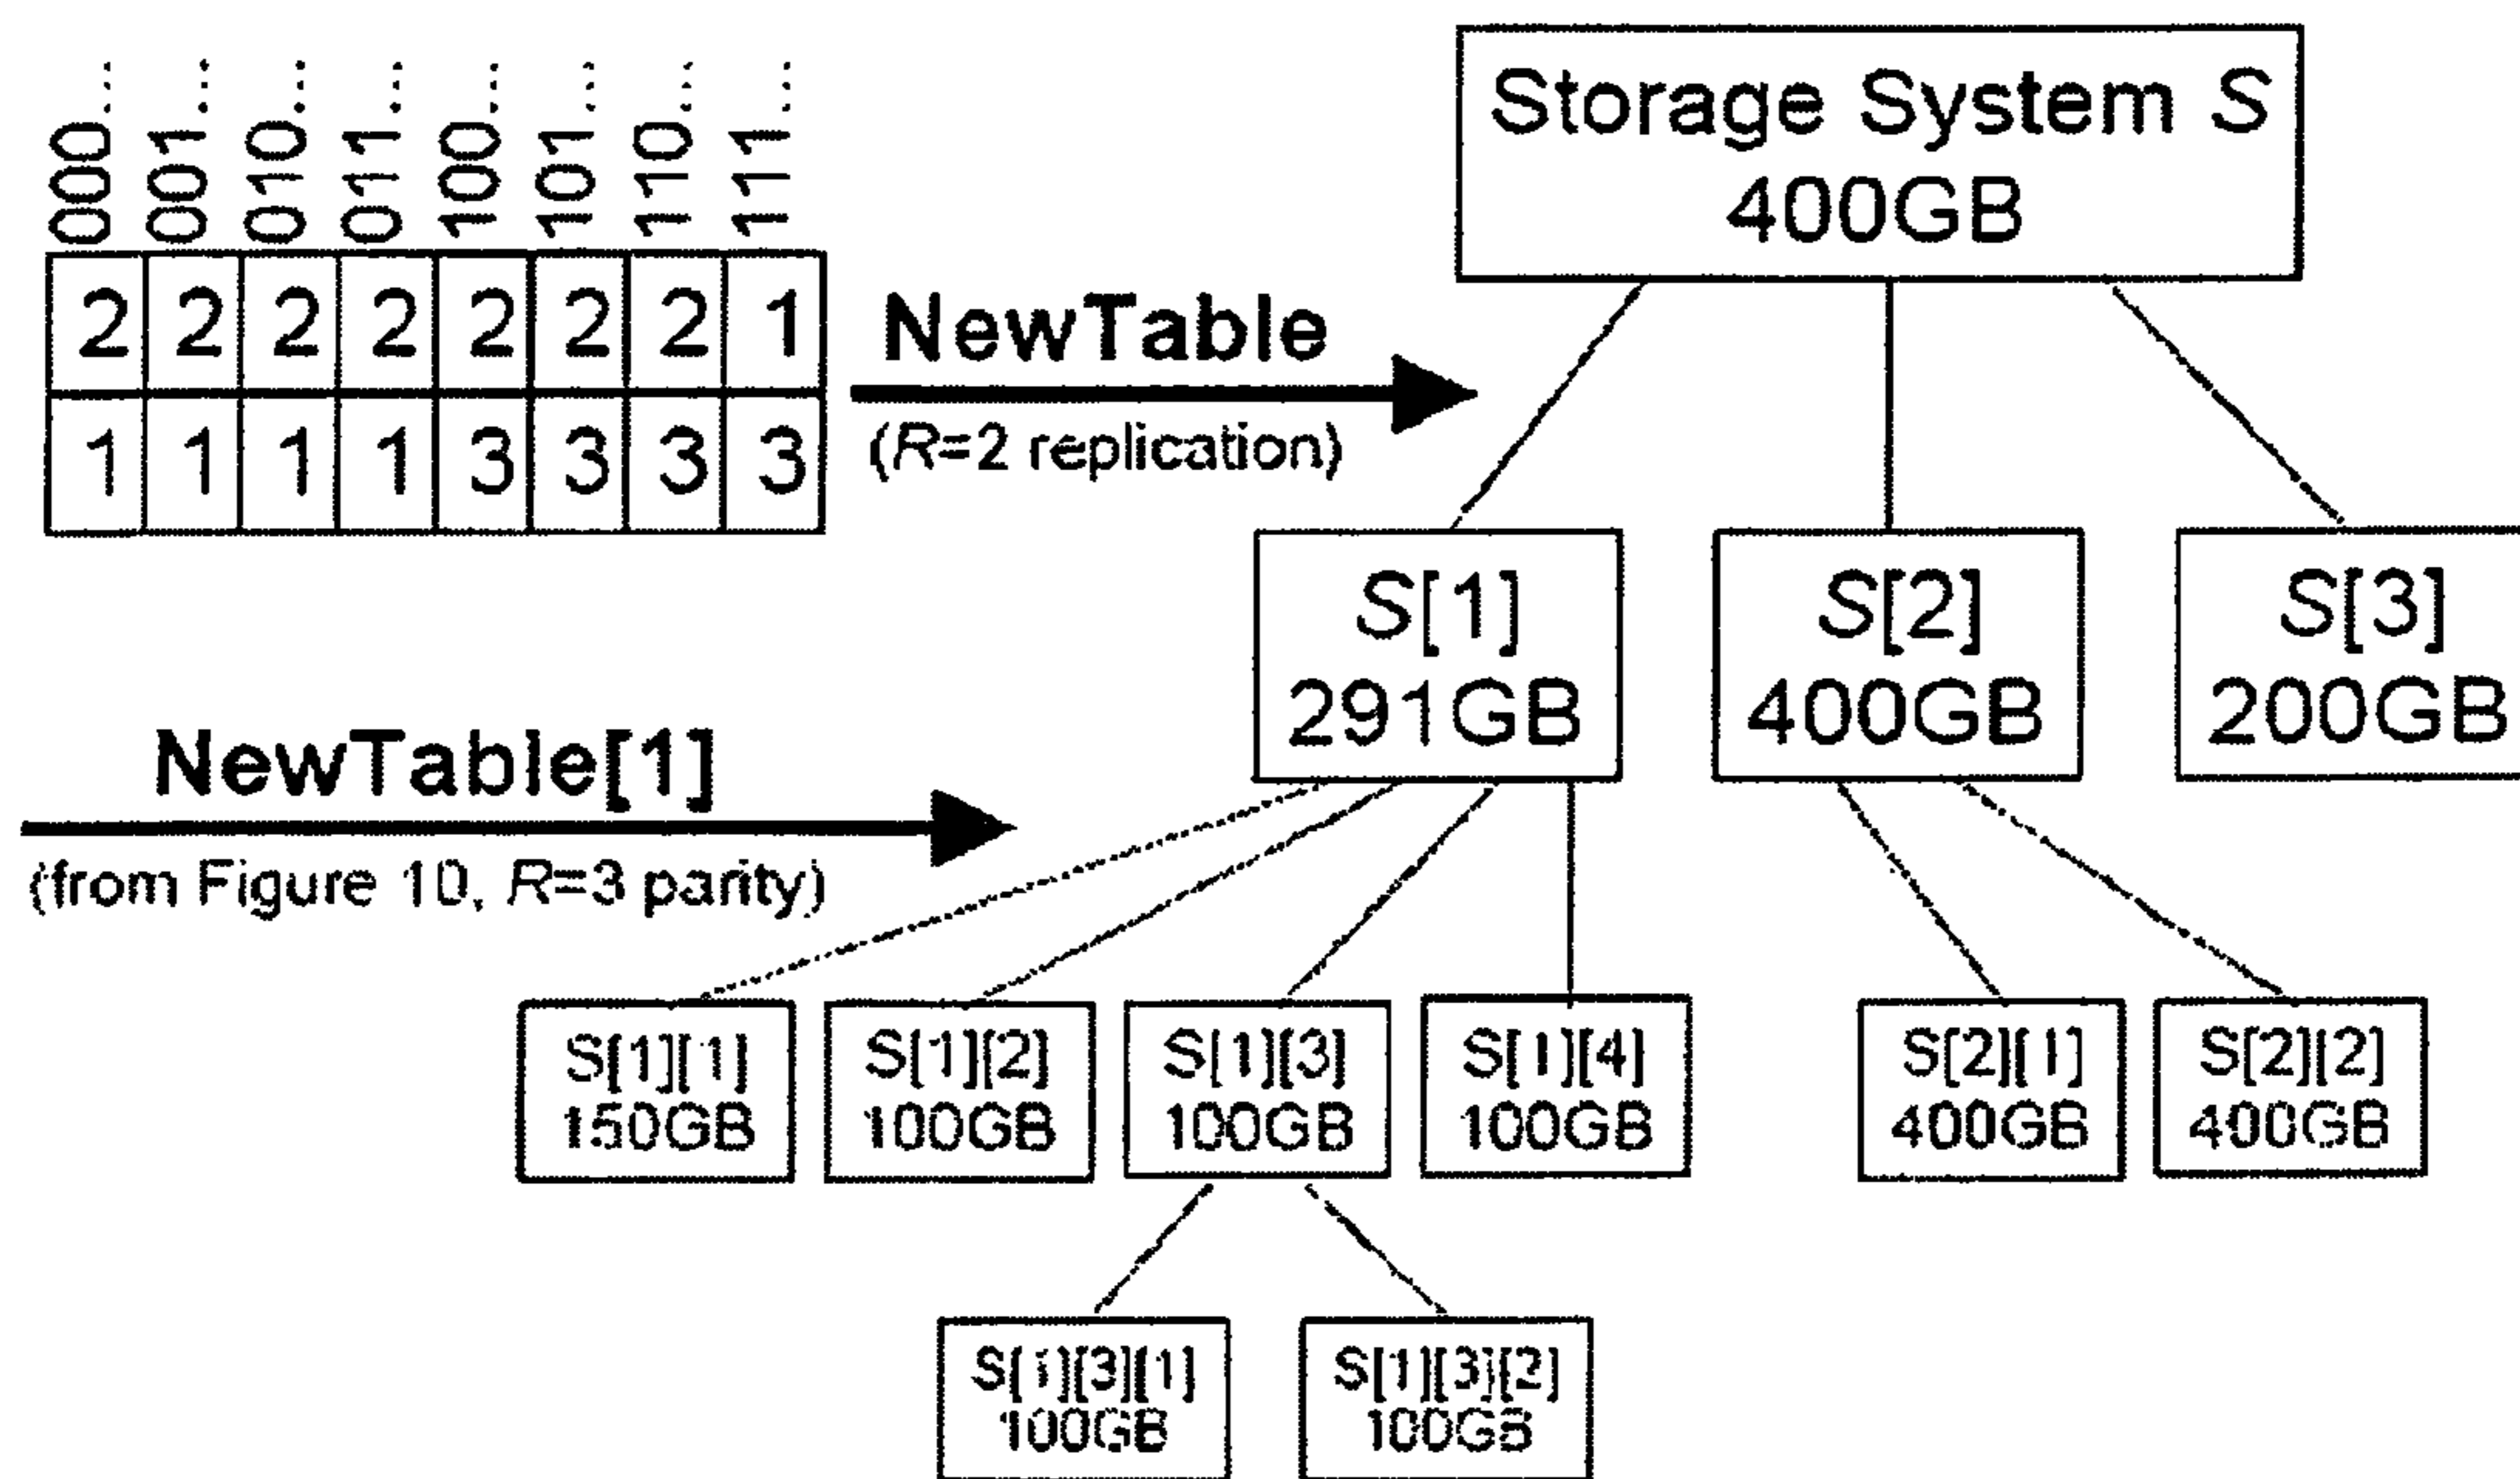 000...
001...
010...
011...
100...
101...
110...
111...
2 2 2 2 2 2 2 1
1 1 1 1 3 3 3 3
NewTable
(R=2 replication)
Storage System S
400GB
S[1]
291GB
S[2]
400GB
S[3]
200GB
NewTable[1]
(from Figure 10, R=3 parity)
S[1][1]
150GB
S[1][2]
100GB
S[1][3]
100GB
S[1][4]
100GB
S[2][1]
400GB
S[2][2]
400GB
S[1][3][1]
100GB
S[1][3][2]
100GB